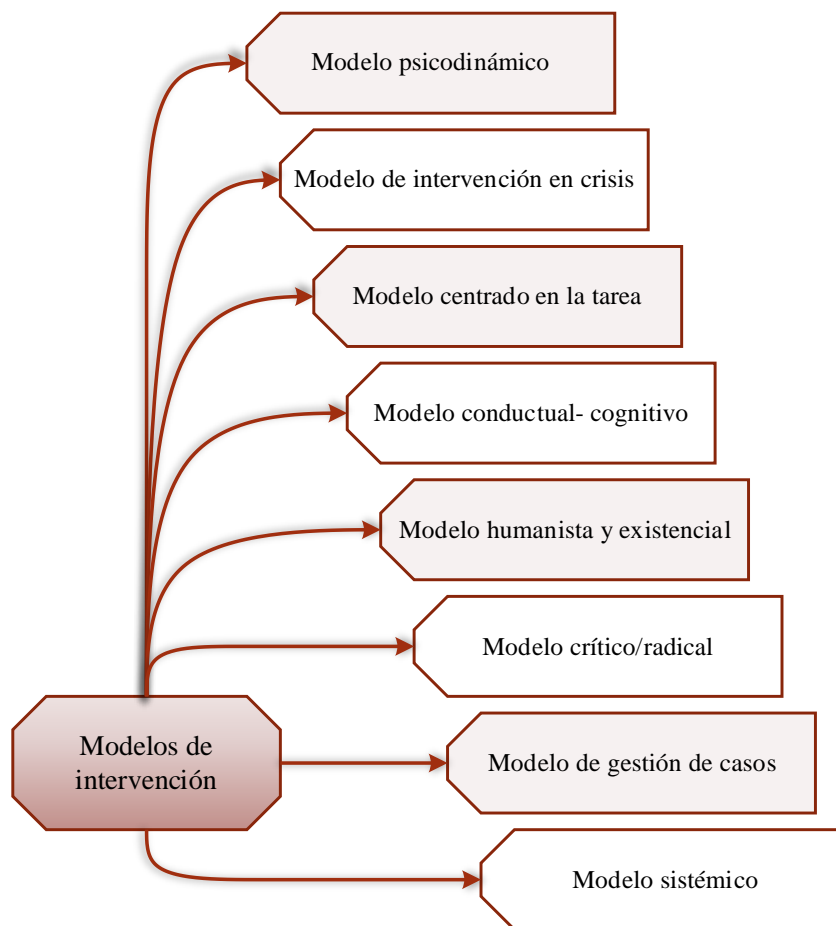 Modelo psicodinámico
Modelo de intervención en crisis
Modelo centrado en la tarea
Modelo conductual- cognitivo
Modelo humanista y existencial
Modelo crítico/radical
Modelos de
intervención
Modelo de gestión de casos
Modelo sistémico